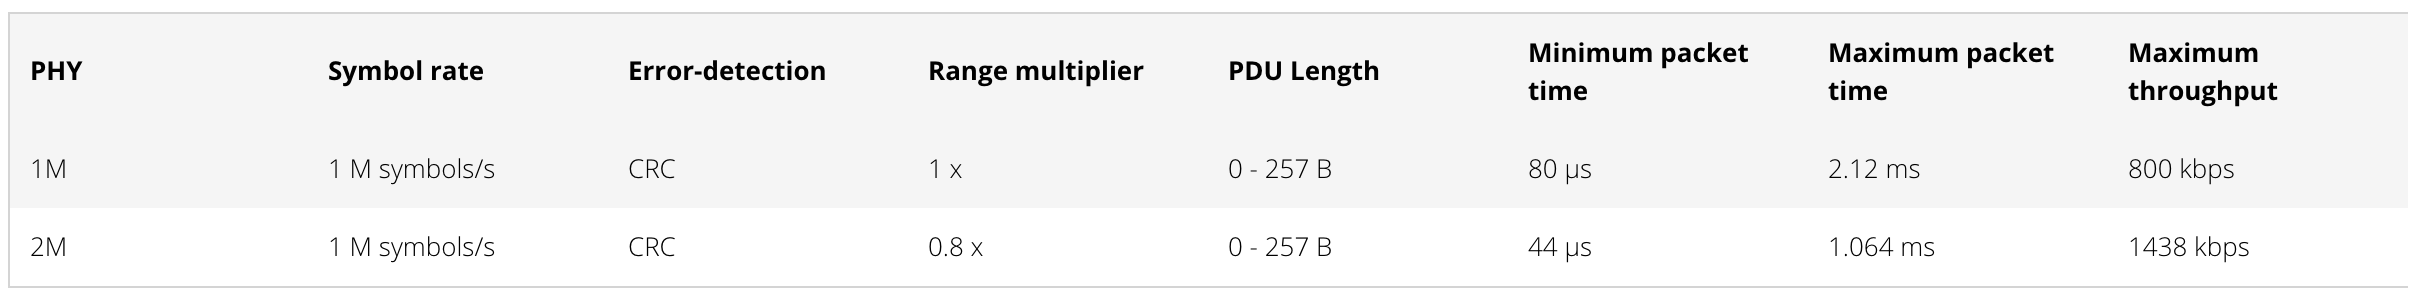 PHY Symbol rate Error-detection Range multiplier PDU Length Minimum packet time Maximum packet time Maximum throughput
1M 1 M symbols/s CRC 1 x 0 - 257 B 80 µs 2.12 ms 800 kbps
2M 1 M symbols/s CRC 0.8 x 0 - 257 B 44 µs 1.064 ms 1438 kbps